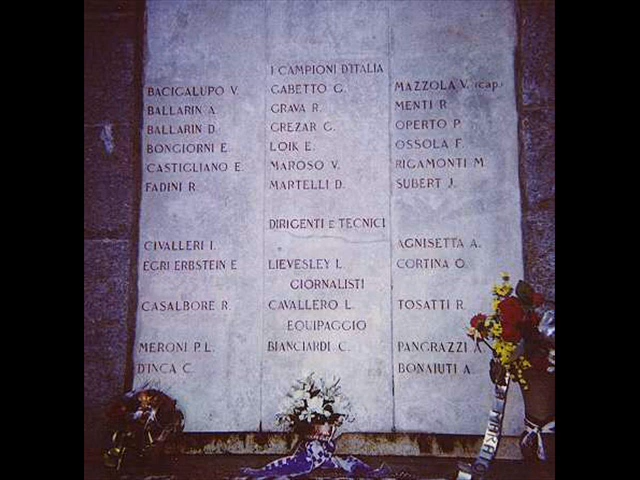 I CAMPIONI D'ITALIA
BACIGALUPO V. GABETTO G. MAZZOLA V. (cap)
BALLARIN A. GRAVA R. MENTI R.
BALLARIN D. GREZAR G. OPERTO P.
BONGIORNI E. LOIK E. OSSOLA F.
CASTIGLIANO E. MAROSO V. RIGAMONTI M.
FADINI R. MARTELLI D. SUBERT J.
DIRIGENTI E TECNICI
CIVALLERI I. AGNISETTA A.
EGRI ERBSTEIN E. LIEVESLEY L. CORTINA O.
GIORNALISTI
CASALBORE R. CAVALLERO L. TOSATTI R.
EQUIPAGGIO
MERONI P.L. BIANCIARDI C. PANGRAZZI A.
D'INCA C. BONAIUTI A.